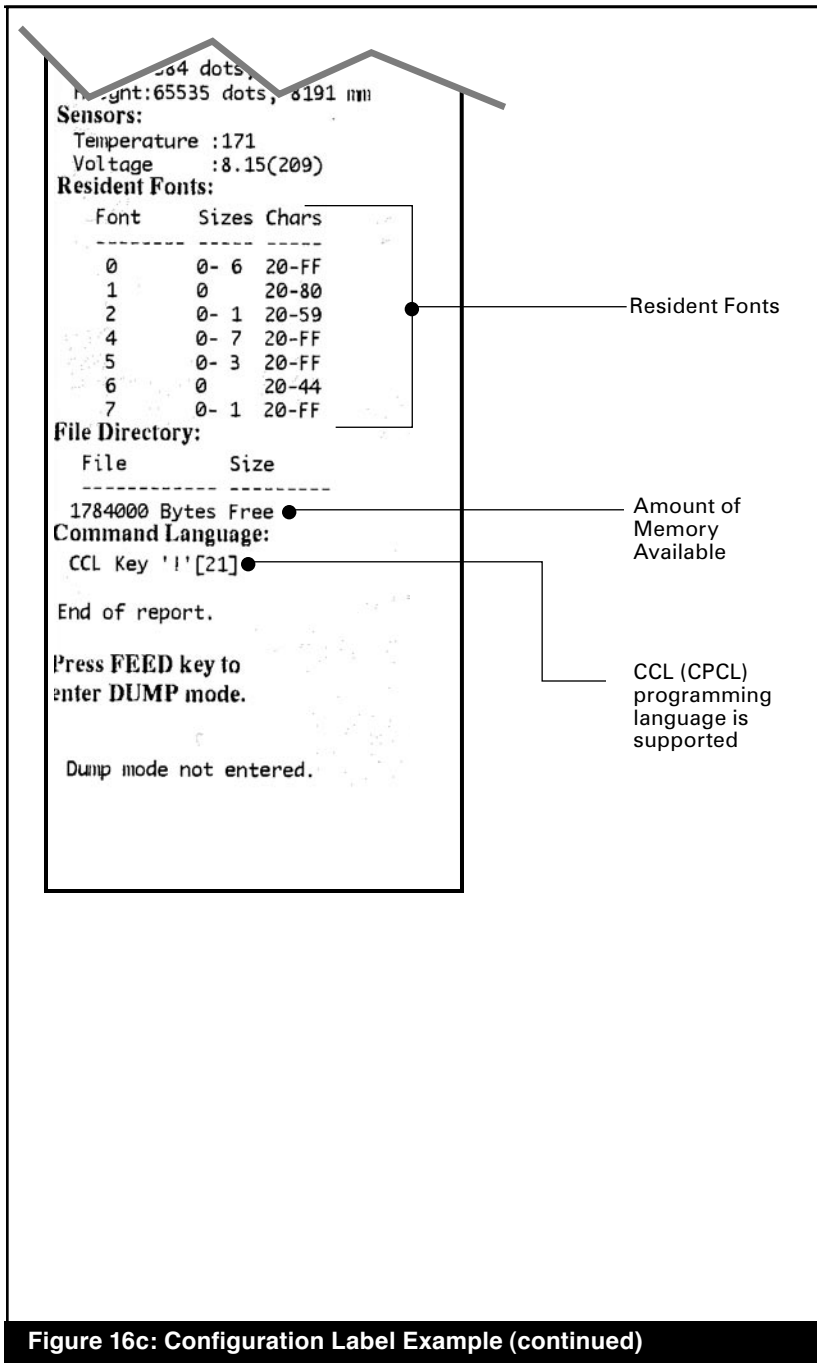 384 dots,
Height:65535 dots, 8191 mm
Sensors:
Temperature :171
Voltage :8.15(209)
Resident Fonts:
Font Sizes Chars
-------- ----- -----
0 0- 6 20-FF
1 0 20-80
2 0- 1 20-59
4 0- 7 20-FF
5 0- 3 20-FF
6 0 20-44
7 0- 1 20-FF
File Directory:
File Size
------------ ---------
1784000 Bytes Free
Command Language:
CCL Key '!'[21]
End of report.
Press FEED key to
enter DUMP mode.
Dump mode not entered.
Resident Fonts
Amount of
Memory
Available
CCL (CPCL)
programming
language is
supported
Figure 16c: Configuration Label Example (continued)